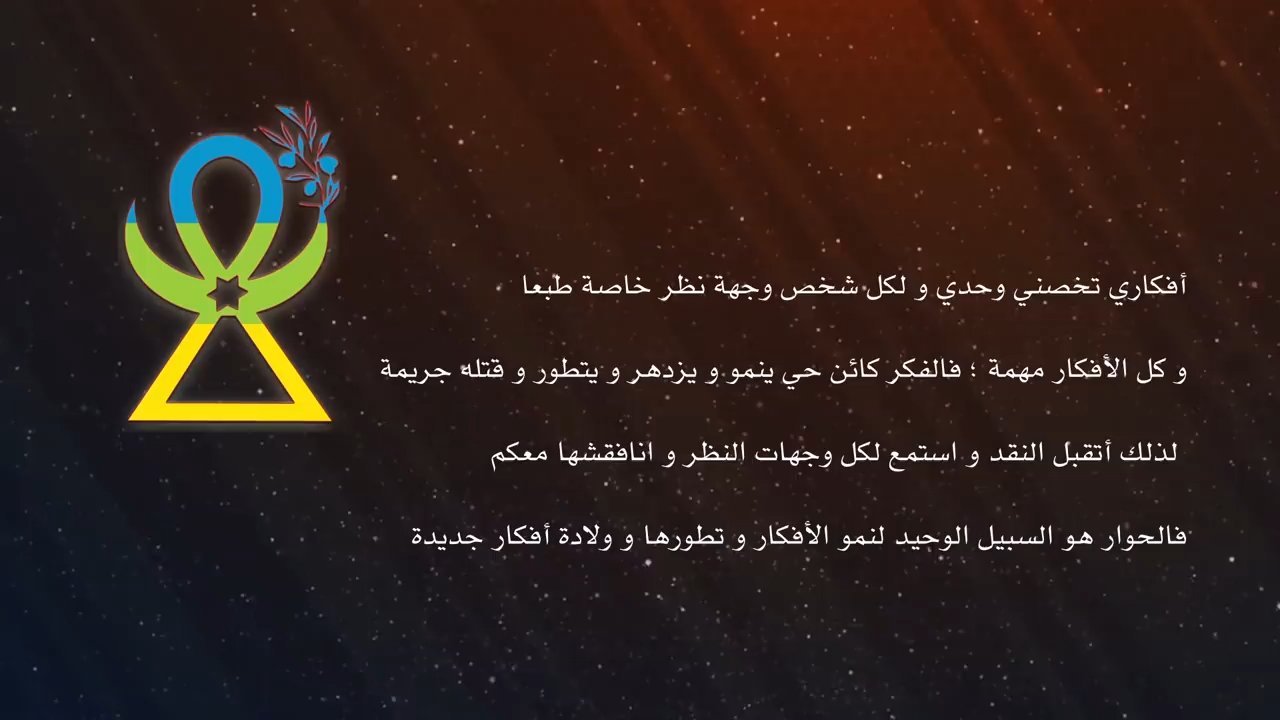 أفكاري تخصني وحدي و لكل شخص وجهة نظر خاصة طبعا
و كل الأفكار مهمة ؛ فالفكر كائن حي ينمو و يزدهر و يتطور و قتله جريمة
لذلك أتقبل النقد و استمع لكل وجهات النظر و انافقشها معكم
فالحوار هو السبيل الوحيد لنمو الأفكار و تطورها و ولادة أفكار جديدة